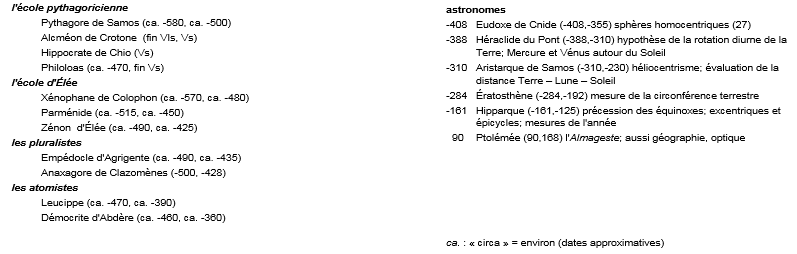 l'école pythagoricienne
Pythagore de Samos (ca. -580, ca. -500)
Alcméon de Crotone (fin VIs, Vs)
Hippocrate de Chio (Vs)
Philoloas (ca. -470, fin Vs)
l'école d'Élée
Xénophane de Colophon (ca. -570, ca. -480)
Parménide (ca. -515, ca. -450)
Zénon d'Élée (ca. -490, ca. -425)
les pluralistes
Empédocle d'Agrigente (ca. -490, ca. -435)
Anaxagore de Clazomènes (-500, -428)
les atomistes
Leucippe (ca. -470, ca. -390)
Démocrite d'Abdère (ca. -460, ca. -360)
astronomes
-408 Eudoxe de Cnide (-408,-355) sphères homocentriques (27)
-388 Héraclide du Pont (-388,-310) hypothèse de la rotation diurne de la
Terre; Mercure et Vénus autour du Soleil
-310 Aristarque de Samos (-310,-230) héliocentrisme; évaluation de la
distance Terre – Lune – Soleil
-284 Ératosthène (-284,-192) mesure de la circonférence terrestre
-161 Hipparque (-161,-125) précession des équinoxes; excentriques et
épicycles; mesures de l'année
90 Ptolémée (90,168) l'Almageste; aussi géographie, optique
ca. : « circa » = environ (dates approximatives)